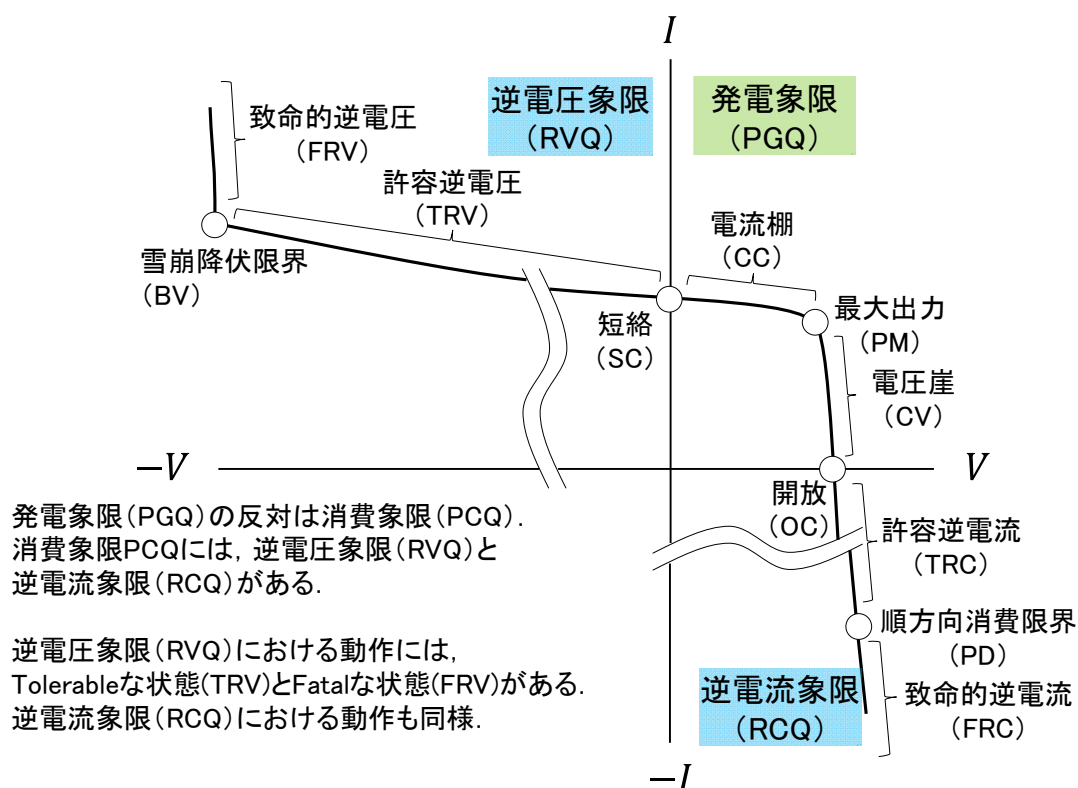 I
逆電圧象限
(RVQ)
発電象限
(PGQ)
致命的逆電圧
(FRV)
許容逆電圧
(TRV)
電流棚
(CC)
雪崩降伏限界
(BV)
短絡
(SC)
最大出力
(PM)
電圧崖
(CV)
−V
V
開放
(OC)
発電象限(PGQ)の反対は消費象限(PCQ).
消費象限PCQには, 逆電圧象限(RVQ)と
逆電流象限(RCQ)がある.
許容逆電流
(TRC)
順方向消費限界
(PD)
逆電圧象限(RVQ)における動作には,
Tolerableな状態(TRV)とFatalな状態(FRV)がある.
逆電流象限(RCQ)における動作も同様.
逆電流象限
(RCQ)
致命的逆電流
(FRC)
−I